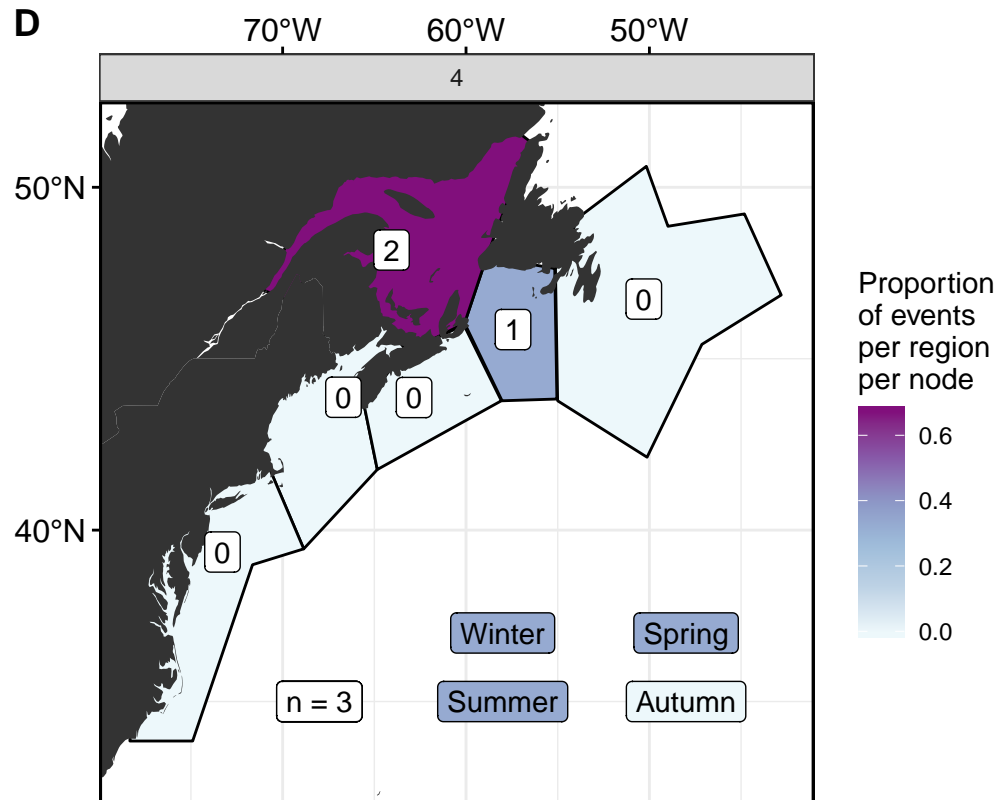 D
70°W 60°W 50°W
4
50°N
2
0
1
0
0
40°N
0
Winter Spring
n = 3 Summer Autumn
Proportion
of events
per region
per node
0.6
0.4
0.2
0.0